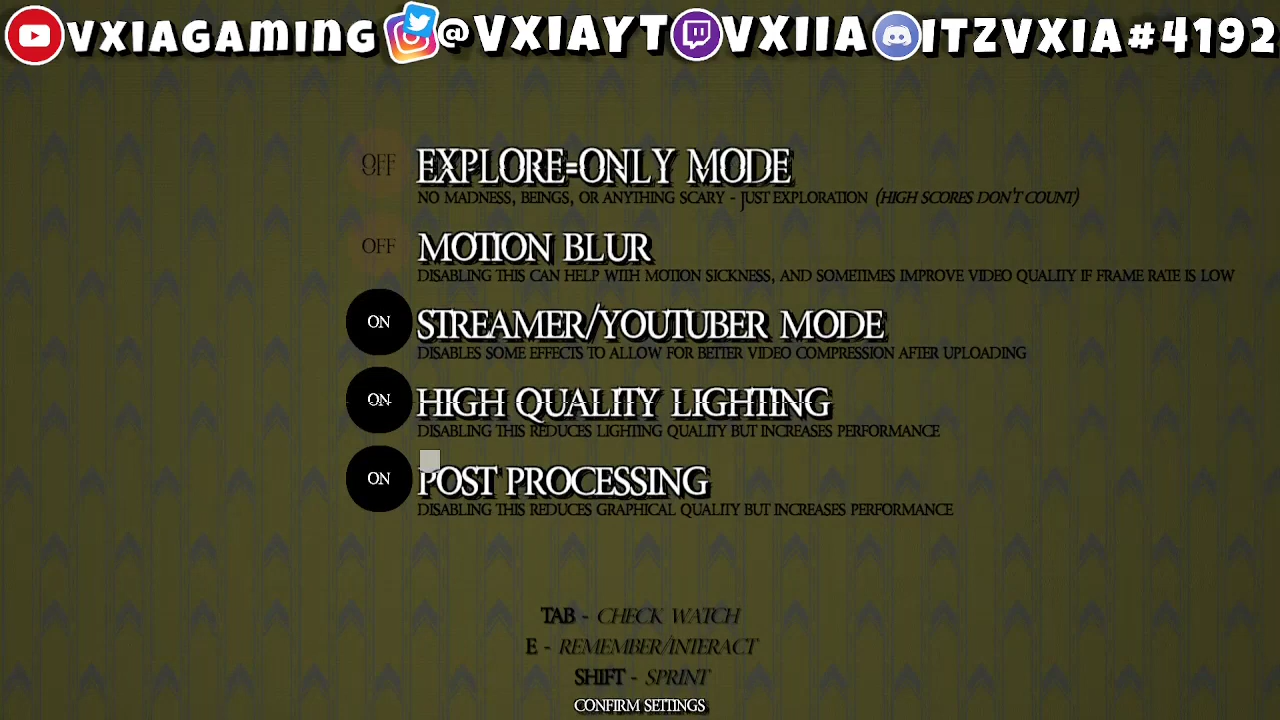 VXIAGAMING @VXIAYT VXIIA ITZVXIA#4192
OFF EXPLORE=ONLY MODE
NO MADNESS, BEINGS, OR ANYTHING SCARY - JUST EXPLORATION (HIGH SCORES DON'T COUNT)
OFF MOTION BLUR
DISABLING THIS CAN HELP WITH MOTION SICKNESS, AND SOMETIMES IMPROVE VIDEO QUALITY IF FRAME RATE IS LOW
ON STREAMER/YOUTUBER MODE
DISABLES SOME EFFECTS TO ALLOW FOR BETTER VIDEO COMPRESSION AFTER UPLOADING
ON HIGH QUALITY LIGHTING
DISABLING THIS REDUCES LIGHTING QUALITY BUT INCREASES PERFORMANCE
ON POST PROCESSING
DISABLING THIS REDUCES GRAPHICAL QUALITY BUT INCREASES PERFORMANCE
TAB - CHECK WATCH
E - REMEMBER/INTERACT
SHIFT - SPRINT
CONFIRM SETTINGS